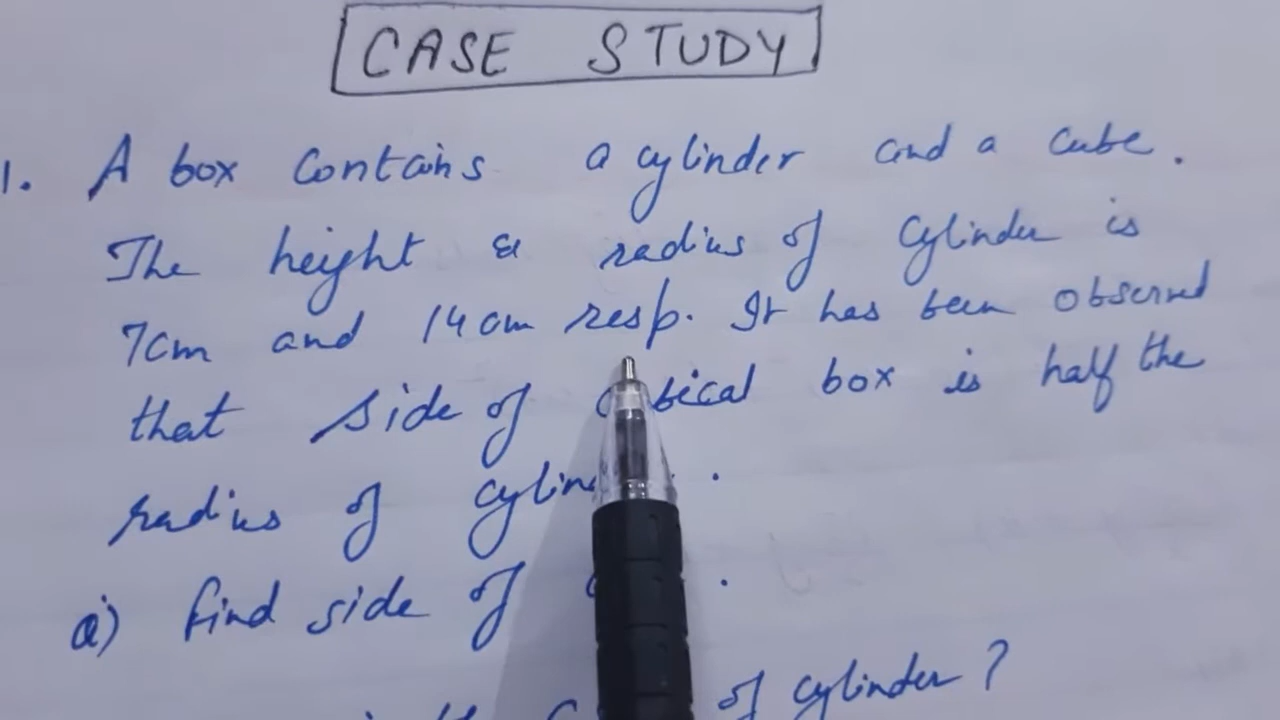 CASE STUDY
1. A box contains a cylinder and a cube.
The height & radius of cylinder is
7cm and 14cm resp. It has been observed
that side of bical box is half the
radius of cylin .
a) find side of .
of cylinder?